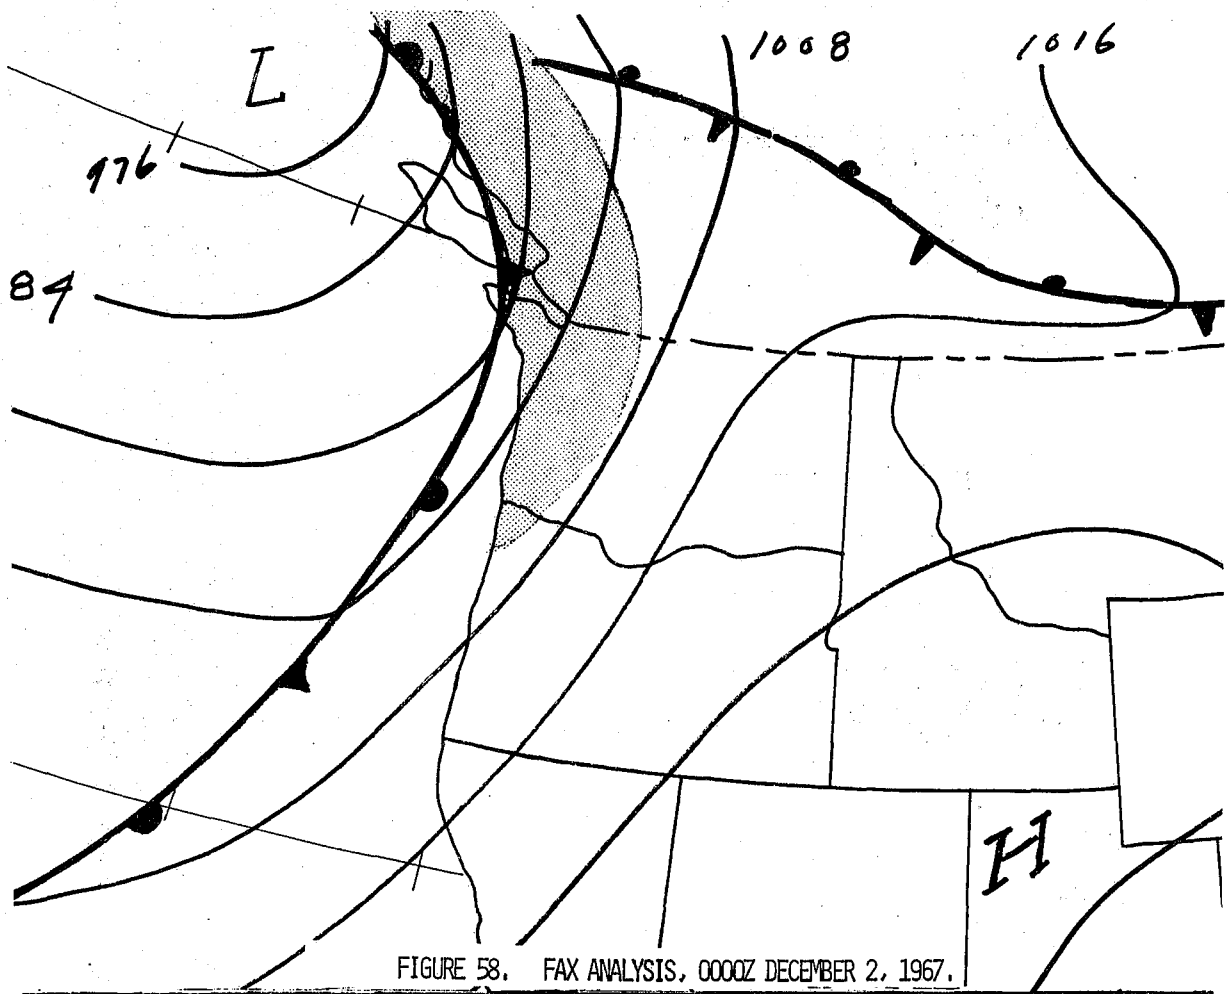 L
1008
1016
976
84
H
FIGURE 58. FAX ANALYSIS, 0000Z DECEMBER 2, 1967.